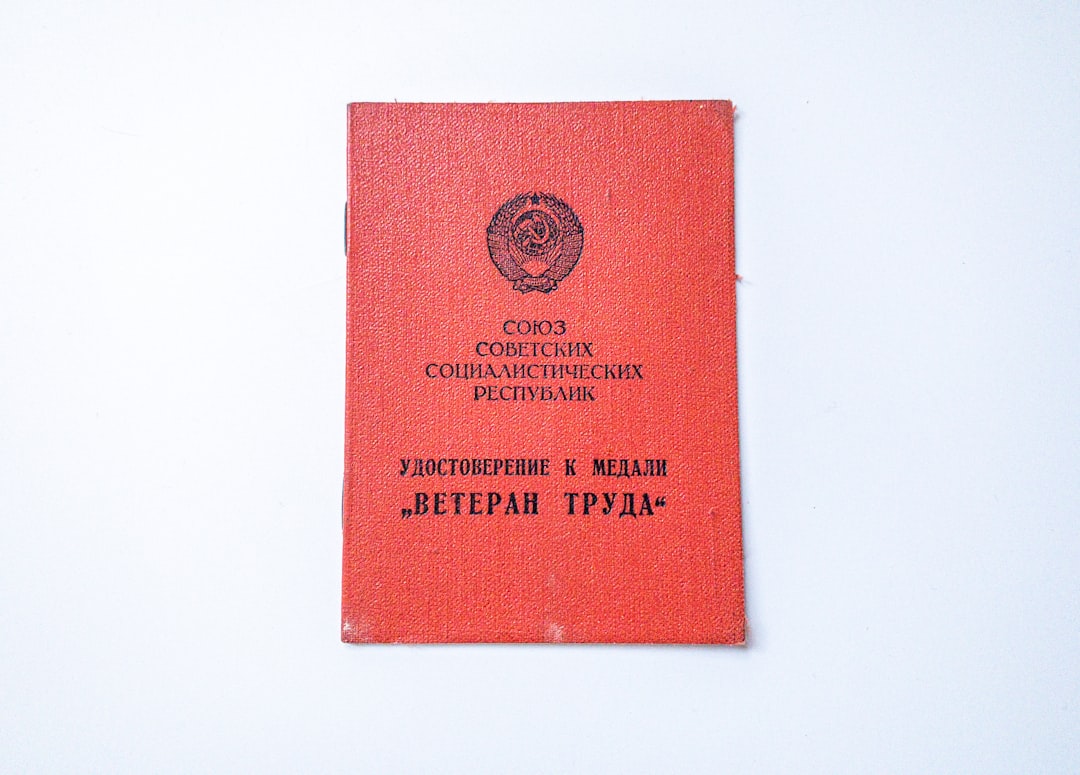 СОЮЗ
СОВЕТСКИХ
СОЦИАЛИСТИЧЕСКИХ
РЕСПУБЛИК
УДОСТОВЕРЕНИЕ К МЕДАЛИ
„ВЕТЕРАН ТРУДА“